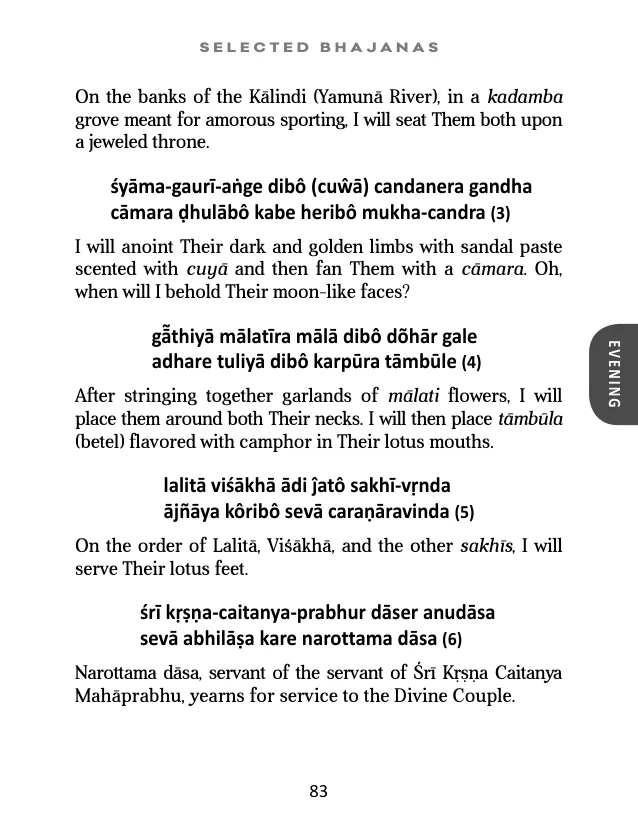 SELECTED BHAJANAS
On the banks of the Kālindi (Yamunā River), in a kadamba
grove meant for amorous sporting, I will seat Them both upon
a jeweled throne.
śyāma-gaurī-aṅge dibô (cuŵā) candanera gandha
cāmara ḍhulābô kabe heribô mukha-candra (3)
I will anoint Their dark and golden limbs with sandal paste
scented with cuyā and then fan Them with a cāmara. Oh,
when will I behold Their moon-like faces?
gā̃thiyā mālatīra mālā dibô dõhār gale
adhare tuliyā dibô karpūra tāmbūle (4)
After stringing together garlands of mālati flowers, I will
place them around both Their necks. I will then place tāmbūla
(betel) flavored with camphor in Their lotus mouths.
EVENING
lalitā viśākhā ādi ĵatô sakhī-vṛnda
ājñāya kôribô sevā caraṇāravinda (5)
On the order of Lalitā, Viśākhā, and the other sakhīs, I will
serve Their lotus feet.
śrī kṛṣṇa-caitanya-prabhur dāser anudāsa
sevā abhilāṣa kare narottama dāsa (6)
Narottama dāsa, servant of the servant of Śrī Kṛṣṇa Caitanya
Mahāprabhu, yearns for service to the Divine Couple.
83